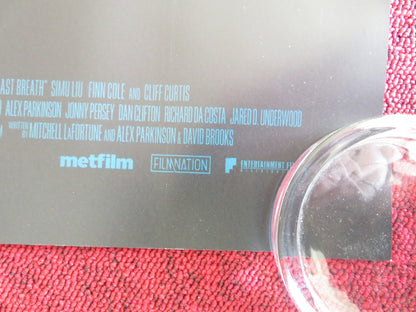 AST BREATH" SIMU LIU FINN COLE AND CLIFF CURTIS
ALEX PARKINSON JONNY PERSEY DAN CLIFTON RICHARD DA COSTA JARED D. UNDERWOOD
WRITTEN BY MITCHELL LaFORTUNE AND ALEX PARKINSON & DAVID BROOKS
metfilm FILMNATION ENTERTAINMENT